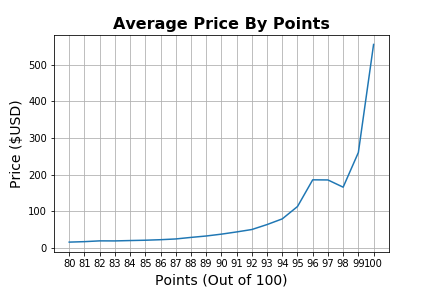 Average Price By Points
Price ($USD)
500
400
300
200
100
0
80 81 82 83 84 85 86 87 88 89 90 91 92 93 94 95 96 97 98 99 100
Points (Out of 100)